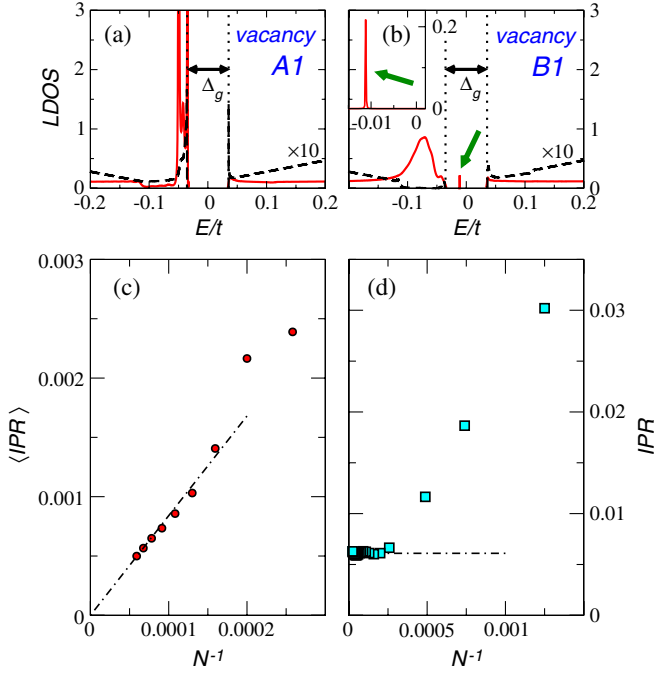 (a)
vacancy
A1
Δg
×10
LDOS
3
2
1
0
-0.2
-0.1
0
0.1
0.2
E/t
(b)
vacancy
B1
Δg
×10
0.2
0
-0.01
0
3
2
1
0
-0.1
0
0.1
0.2
E/t
(c)
⟨IPR⟩
0.003
0.002
0.001
0
0
0.0001
0.0002
N-1
(d)
IPR
0.03
0.02
0.01
0
0
0.0005
0.001
N-1